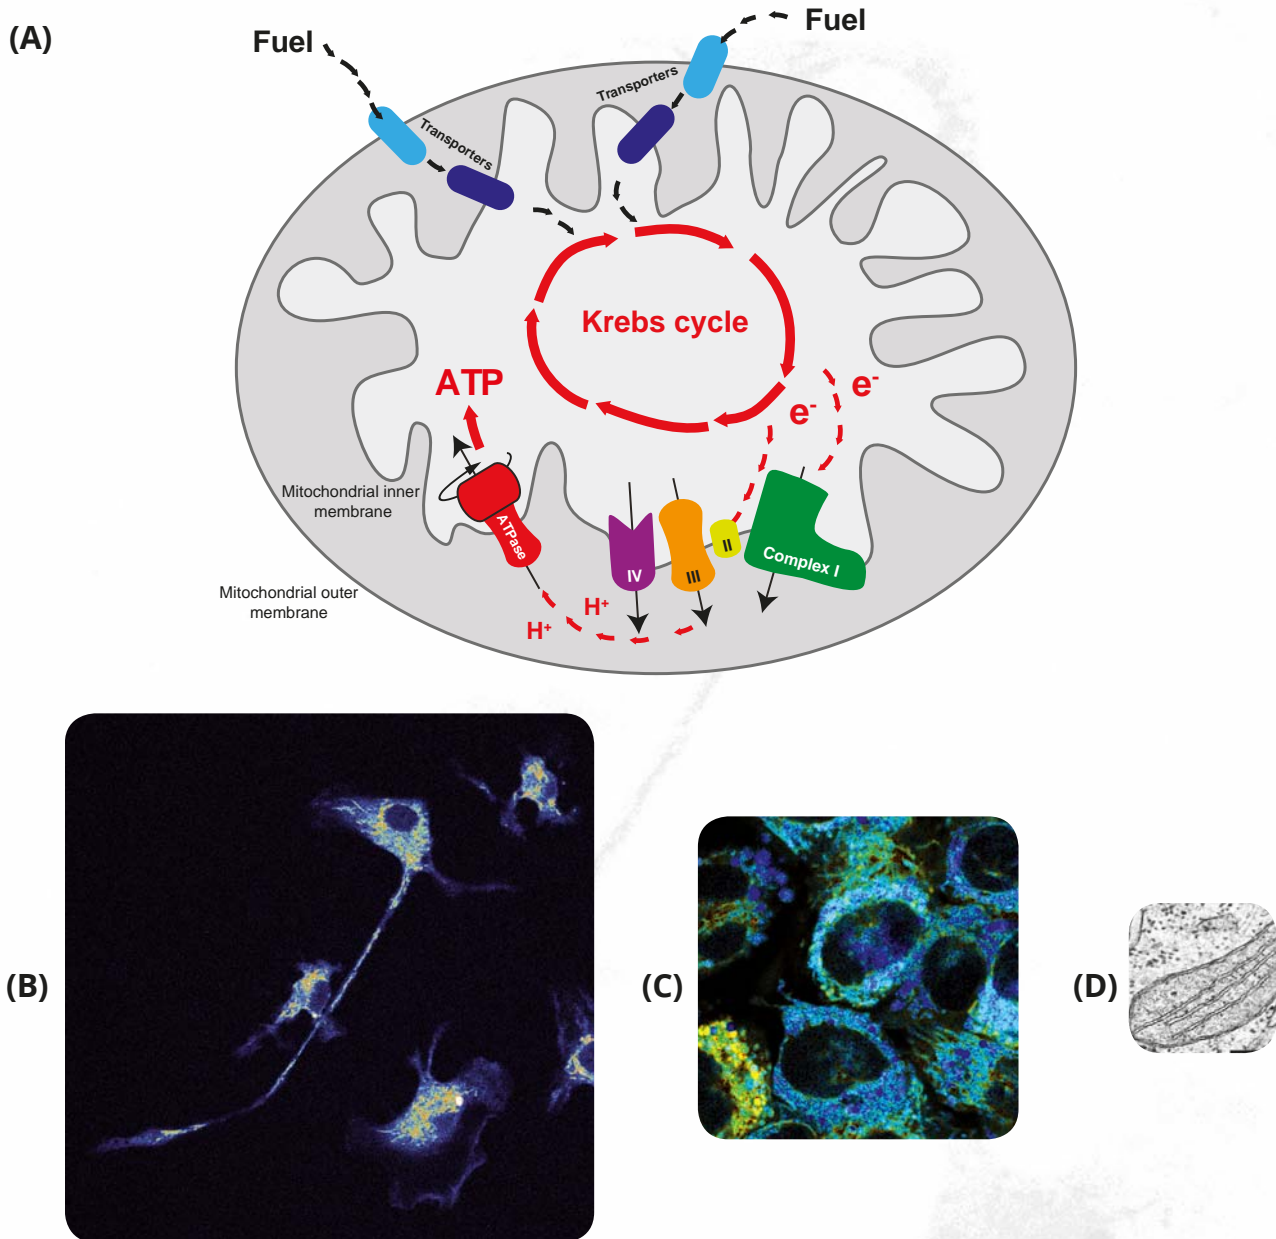 (A)
Fuel
Fuel
Transporters
Transporters
Krebs cycle
ATP
e-
e-
Mitochondrial inner
membrane
ATPase
IV
III
II
Complex I
Mitochondrial outer
membrane
H+
H+
(B)
(C)
(D)